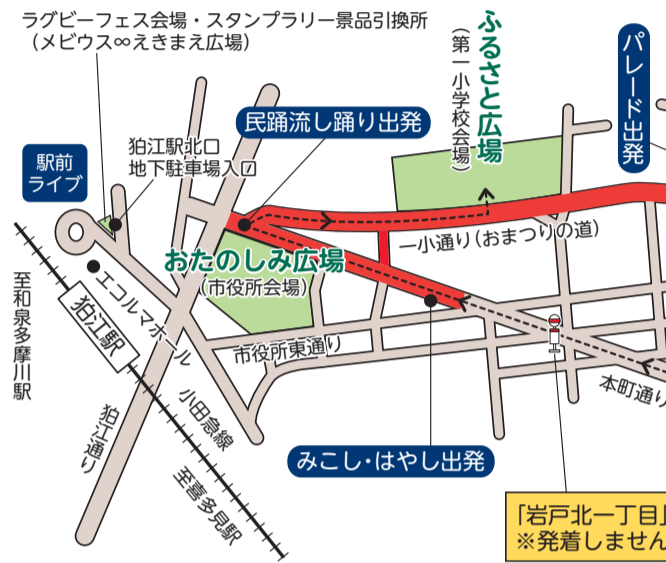 ラグビーフェス会場・スタンプラリー景品引換所
（メビウス∞えきまえ広場）
ふるさと広場
（第一小学校会場）
パレード出発
民踊流し踊り出発
狛江駅北口
地下駐車場入口
駅前
ライブ
一小通り(おまつりの道)
おたのしみ広場
（市役所会場）
エコルマホール
狛江駅
至和泉多摩川駅
市役所東通り
本町通り
小田急線
狛江通り
みこし・はやし出発
至喜多見駅
「岩戸北一丁目」
※発着しません